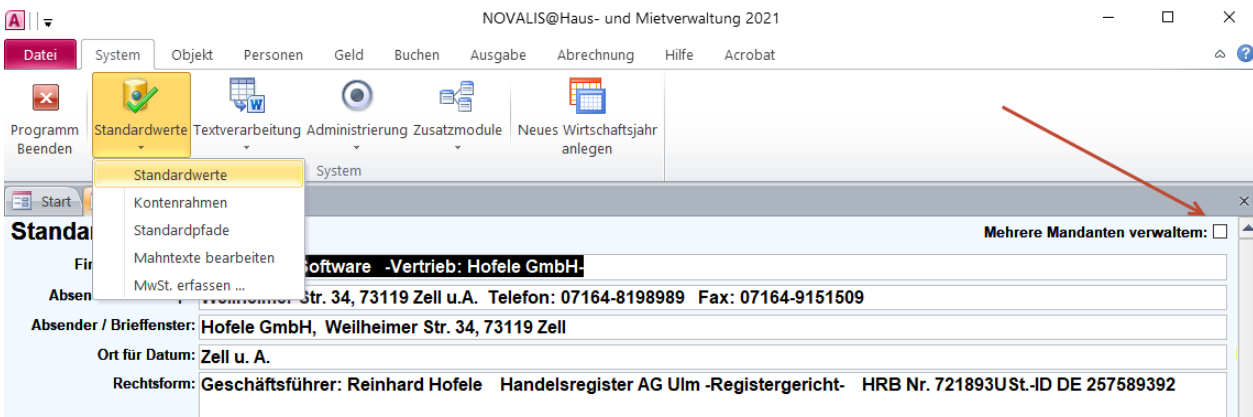 A
NOVALIS@Haus- und Mietverwaltung 2021
Datei System Objekt Personen Geld Buchen Ausgabe Abrechnung Hilfe Acrobat
Programm Beenden
Standardwerte
Textverarbeitung
Administrierung
Zusatzmodule
Neues Wirtschaftsjahr anlegen
System
Standardwerte
Kontenrahmen
Standardpfade
Mahntexte bearbeiten
MwSt. erfassen ...
Start
Standa Mehrere Mandanten verwaltem:
Fir oftware -Vertrieb: Hofele GmbH-
Absen Str. 34, 73119 Zell u.A. Telefon: 07164-8198989 Fax: 07164-9151509
Absender / Brieffenster: Hofele GmbH, Weilheimer Str. 34, 73119 Zell
Ort für Datum: Zell u. A.
Rechtsform: Geschäftsführer: Reinhard Hofele Handelsregister AG Ulm -Registergericht- HRB Nr. 721893USt.-ID DE 257589392